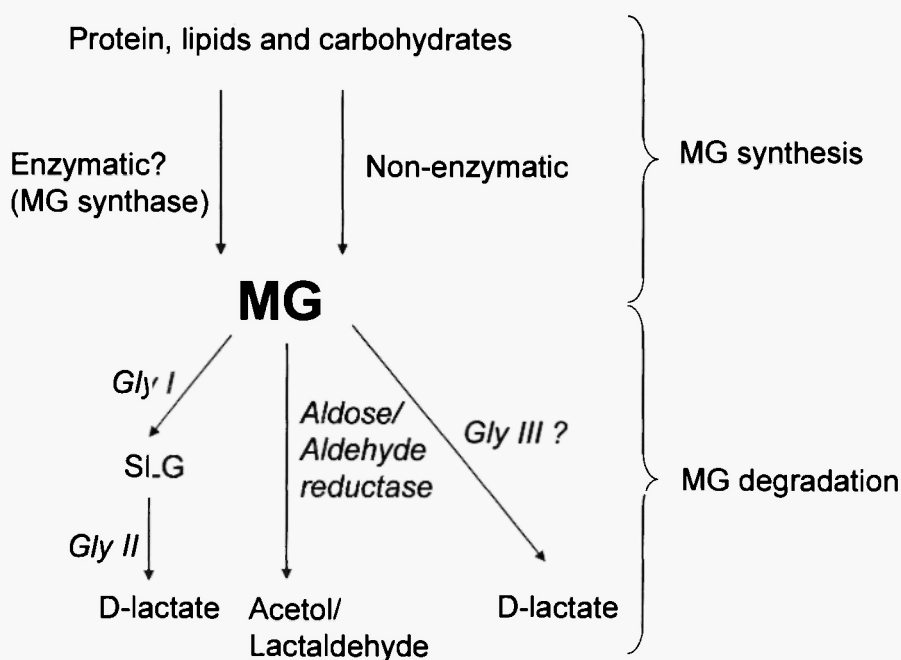 Protein, lipids and carbohydrates
Enzymatic?
(MG synthase)
Non-enzymatic
MG synthesis
MG
Gly I
Aldose/
Aldehyde
reductase
Gly III ?
SLG
MG degradation
Gly II
D-lactate
Acetol/
Lactaldehyde
D-lactate